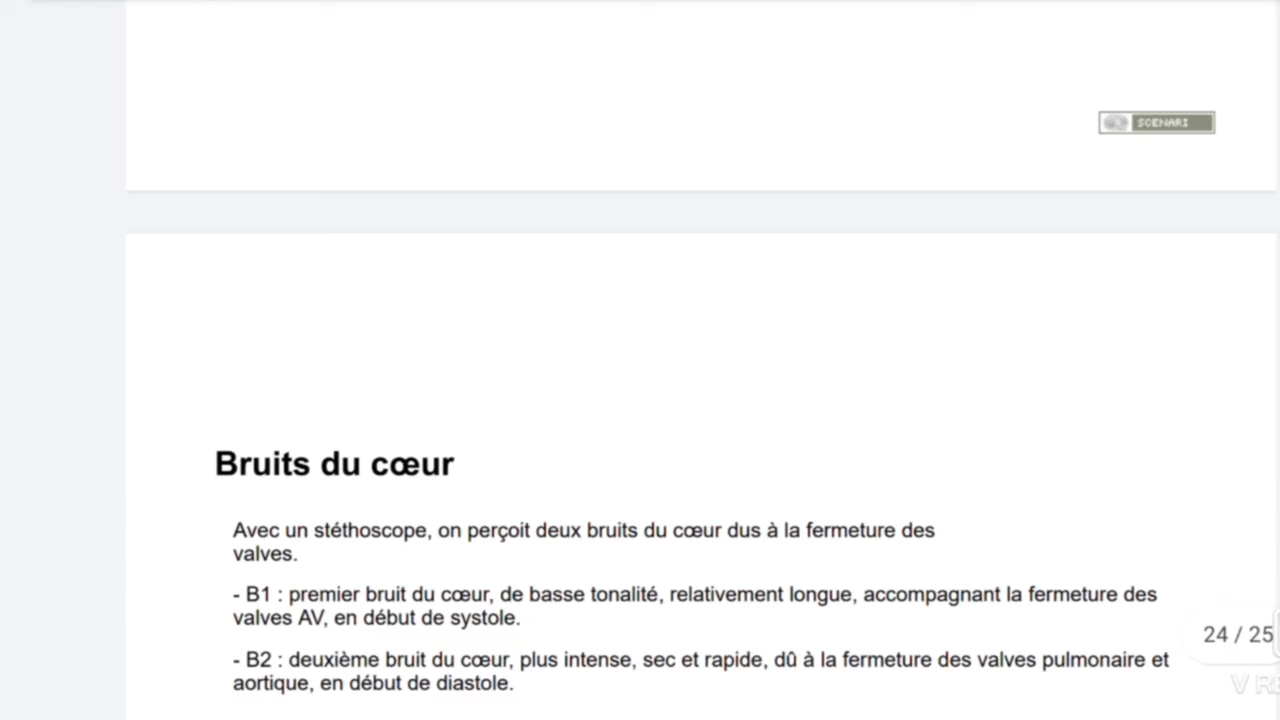 SCENARI
Bruits du cœur
Avec un stéthoscope, on perçoit deux bruits du cœur dus à la fermeture des
valves.
- B1 : premier bruit du cœur, de basse tonalité, relativement longue, accompagnant la fermeture des
valves AV, en début de systole.
24 / 25
- B2 : deuxième bruit du cœur, plus intense, sec et rapide, dû à la fermeture des valves pulmonaire et
aortique, en début de diastole.